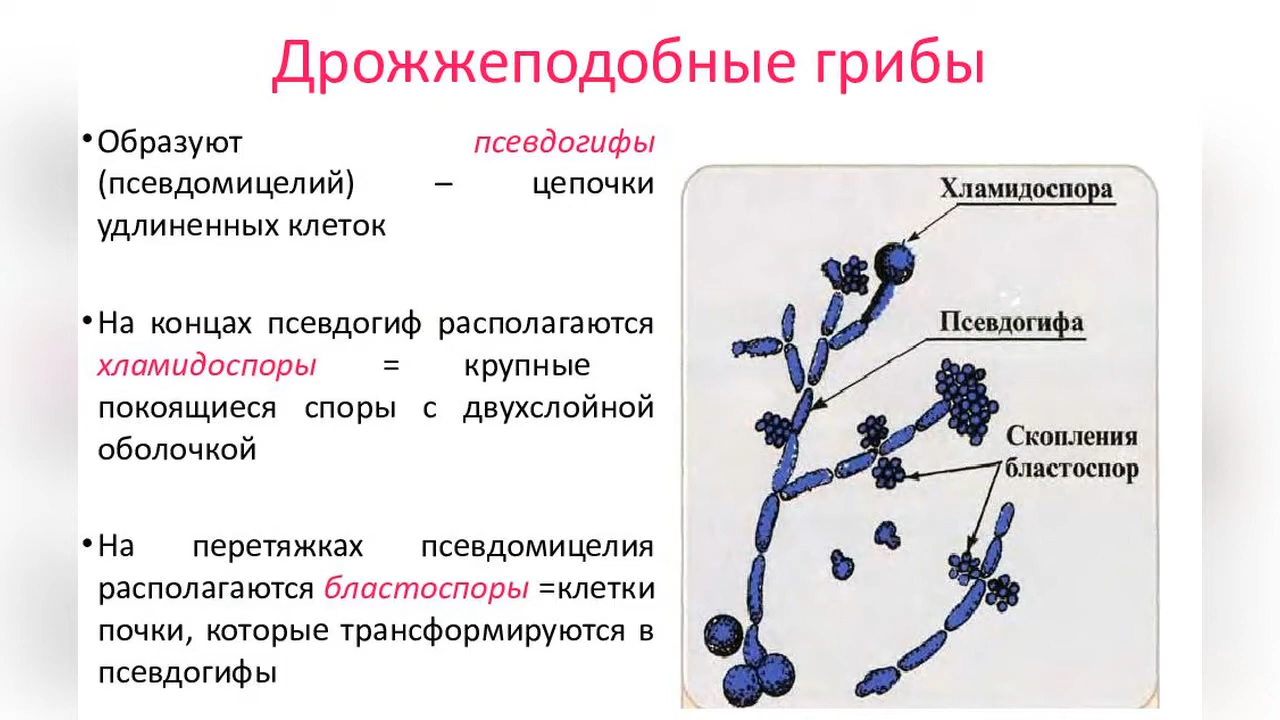 Дрожжеподобные грибы
•Образуют псевдогифы
(псевдомицелий) – цепочки
удлиненных клеток
•На концах псевдогиф располагаются
хламидоспоры = крупные
покоящиеся споры с двухслойной
оболочкой
•На перетяжках псевдомицелия
располагаются бластоспоры =клетки
почки, которые трансформируются в
псевдогифы
Хламидоспора
Псевдогифа
Скопления
бластоспор